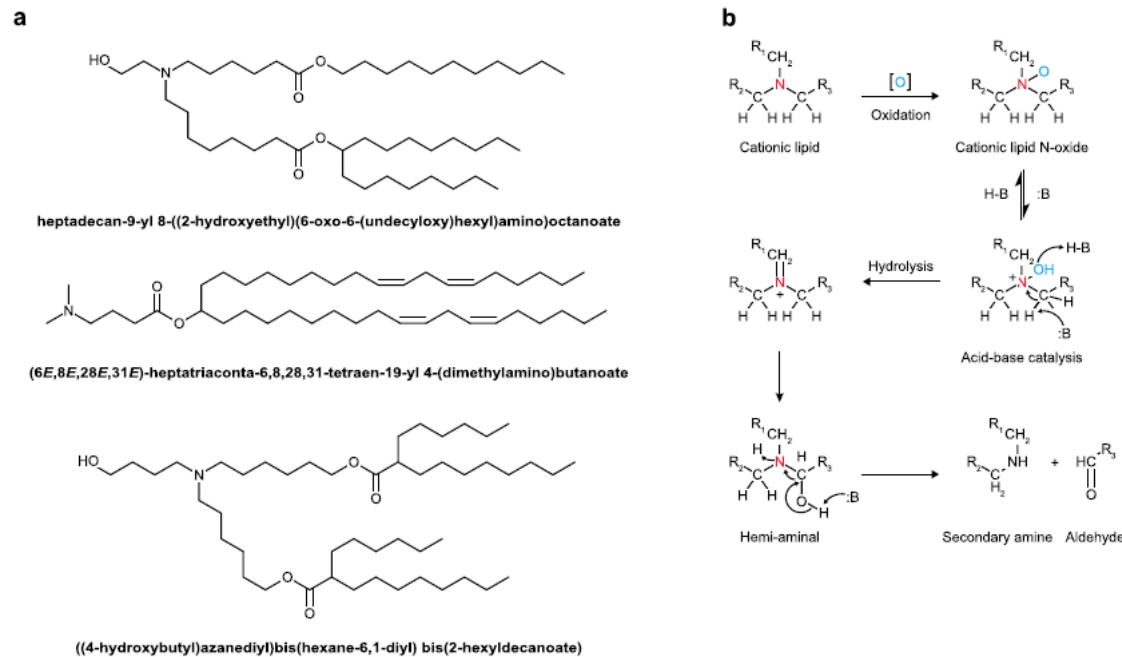 a
HO
N
O
O
O
O
heptadecan-9-yl 8-((2-hydroxyethyl)(6-oxo-6-(undecyloxy)hexyl)amino)octanoate
N
O
O
(6E,8E,28E,31E)-heptatriaconta-6,8,28,31-tetraen-19-yl 4-(dimethylamino)butanoate
HO
N
O
O
O
O
((4-hydroxybutyl)azanediyl)bis(hexane-6,1-diyl) bis(2-hexyldecanoate)
b
R1 CH2
R2 C N C R3
H H H H
Cationic lipid
[O]
Oxidation
R1 CH2 O
R2 C N C R3
H H H H
Cationic lipid N-oxide
H-B :B
R1 CH2
R2 C N + C R3
H H H H
Hydrolysis
R1 CH2 OH H-B
R2 C + N C R3
H H H H
:B
Acid-base catalysis
R1 CH2
H H
R2 C N C R3
H H O H :B
Hemi-aminal
R1 CH2
R2 C NH
H2
Secondary amine
+
HC R3
O
Aldehyde